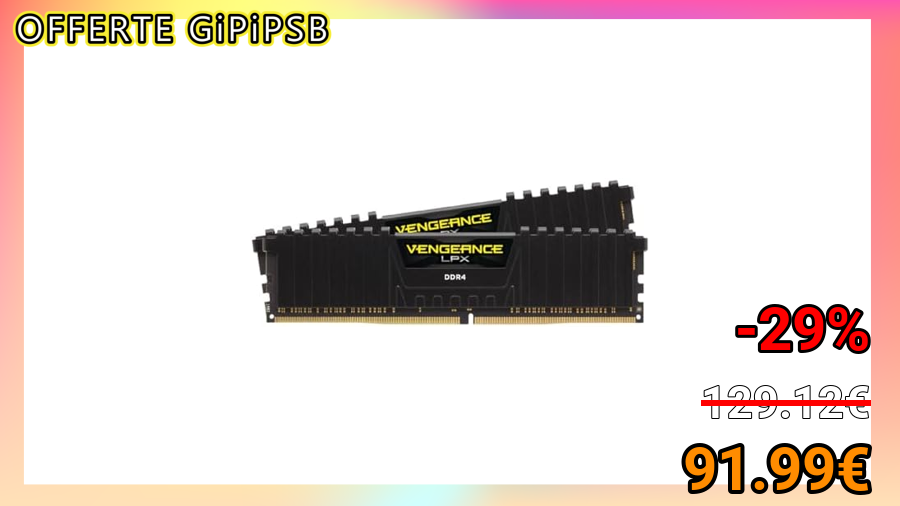 OFFERTE GiPiPSB
VENGEANCE
VENGEANCE
LPX
DDR4
-29%
129.12€
91.99€